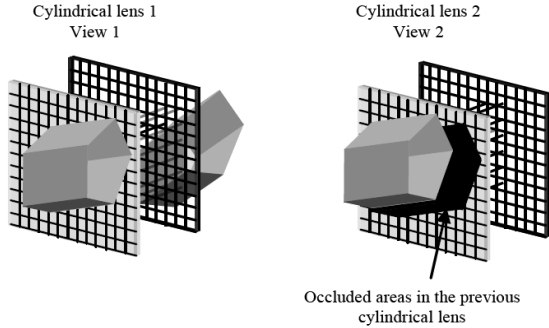 Cylindrical lens 1
View 1
Cylindrical lens 2
View 2
Occluded areas in the previous
cylindrical lens